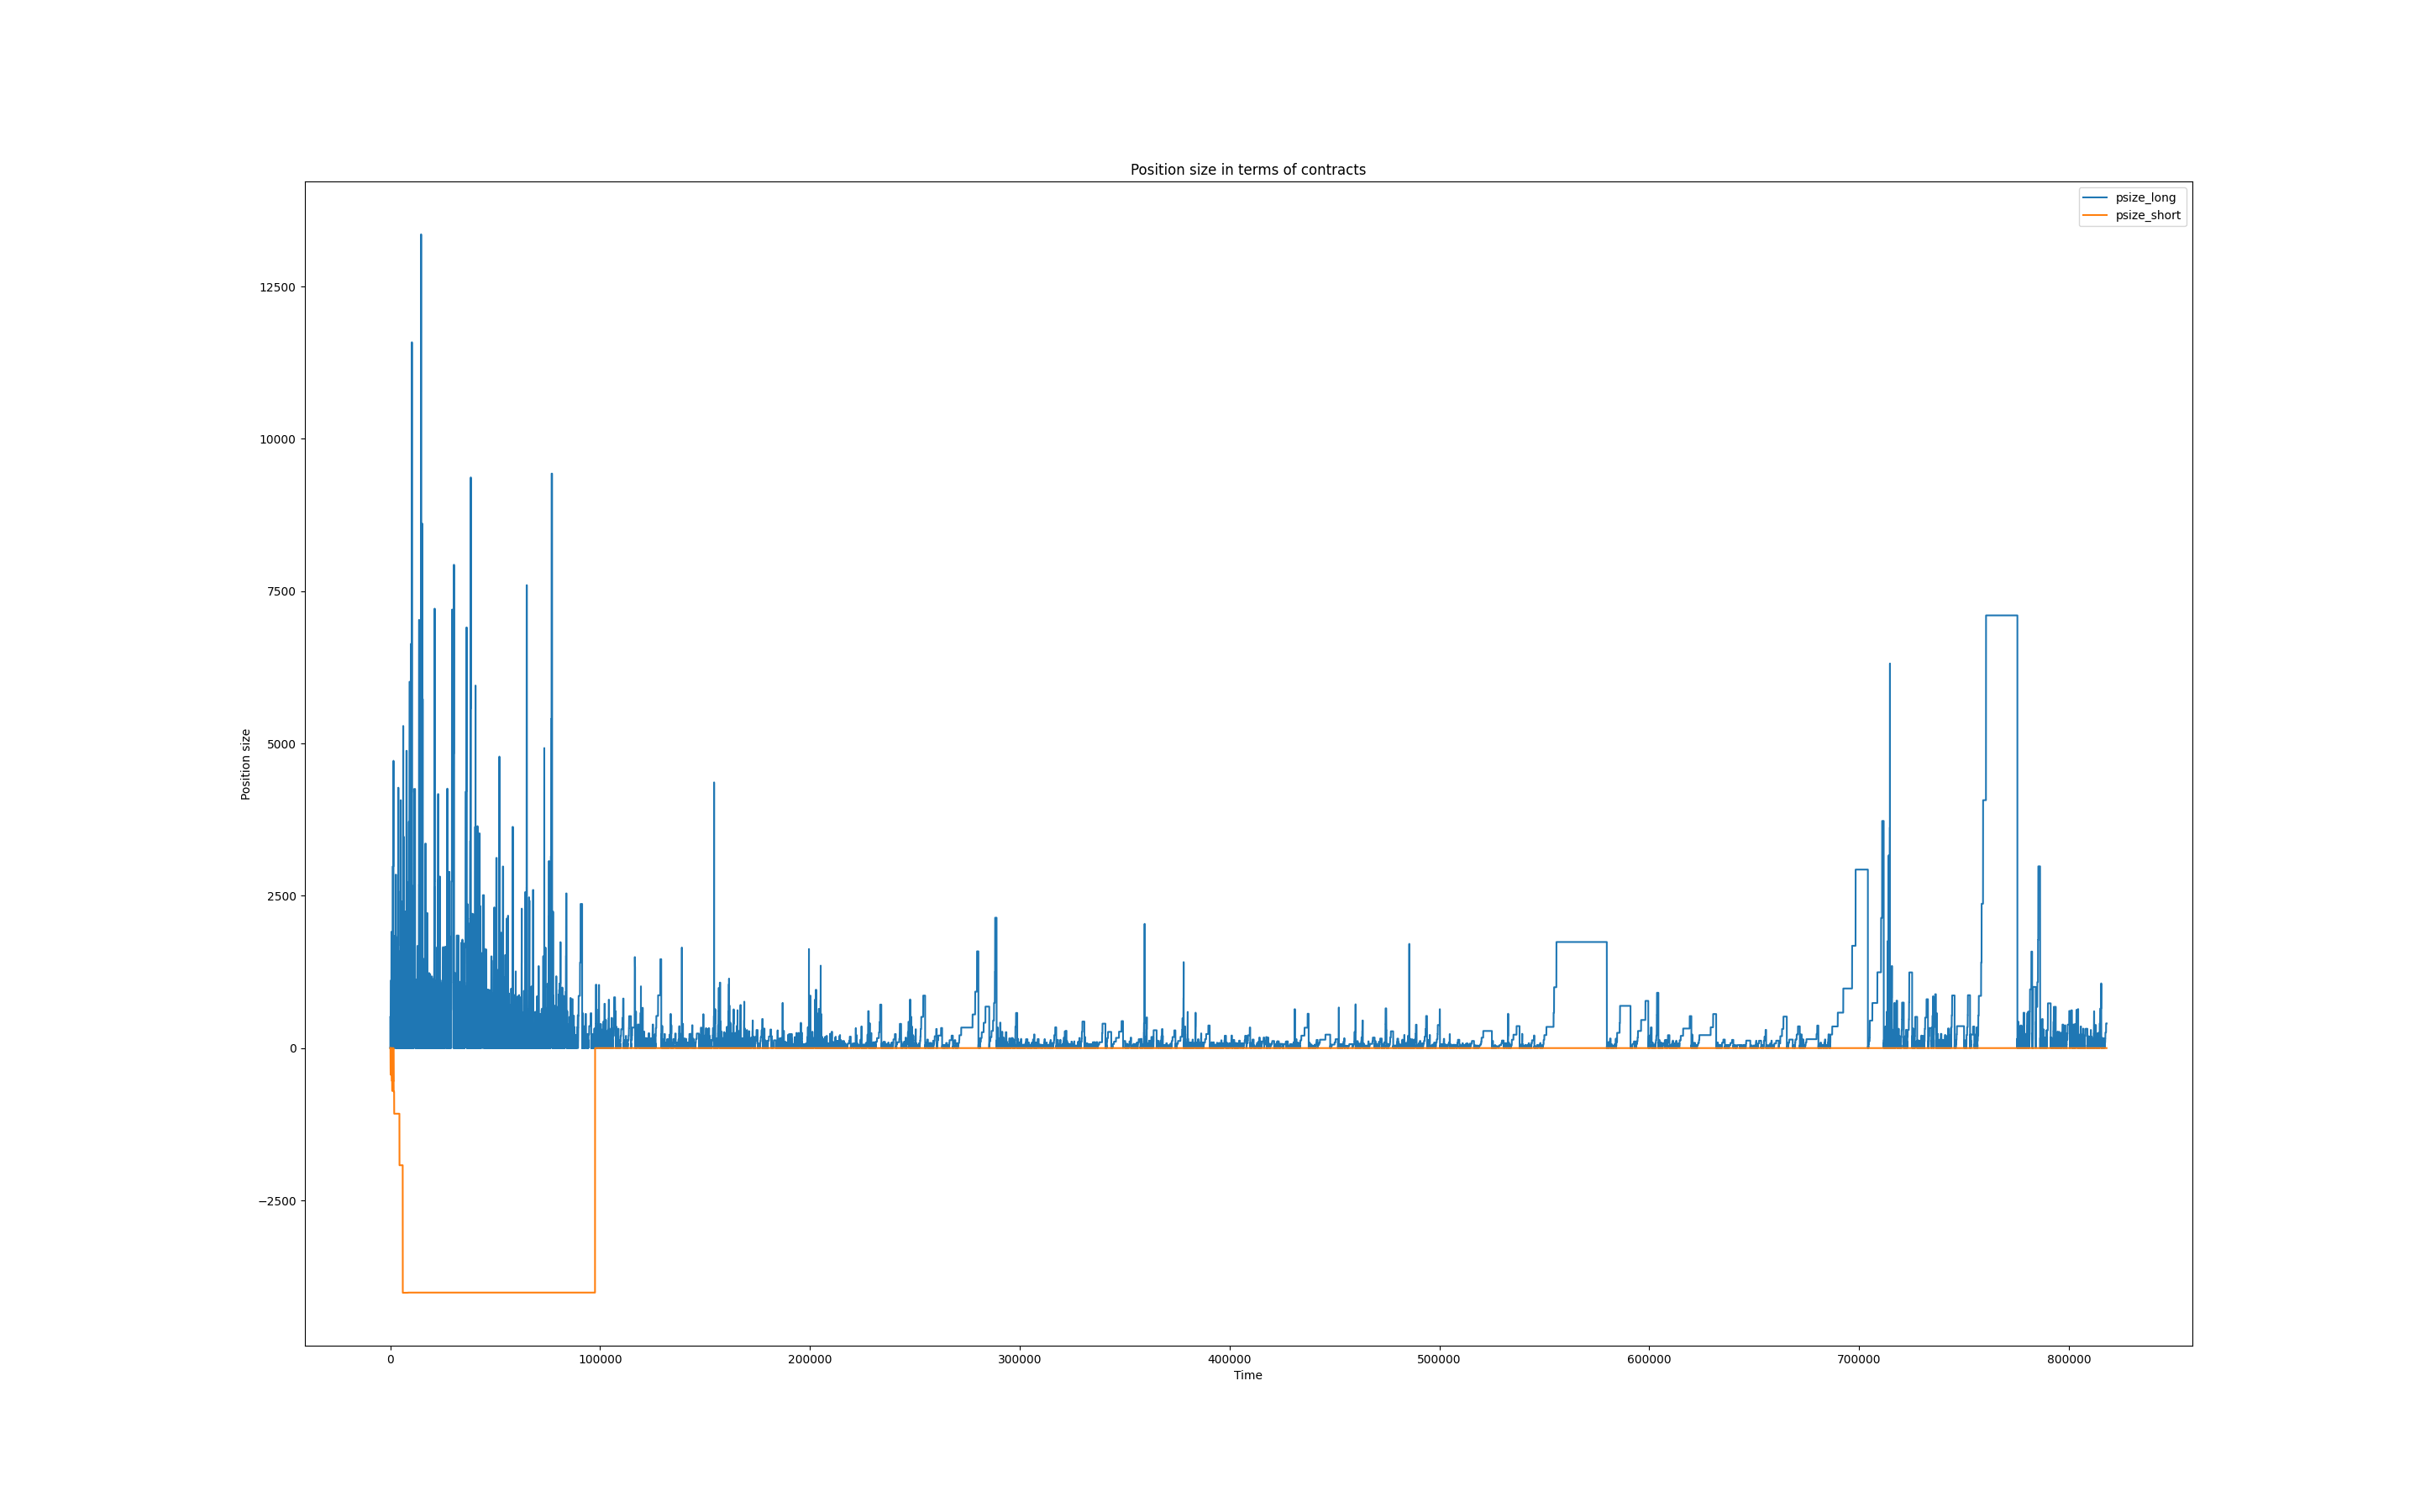 Position size in terms of contracts
psize_long
psize_short
12500
10000
7500
5000
2500
0
−2500
Position size
0 100000 200000 300000 400000 500000 600000 700000 800000
Time